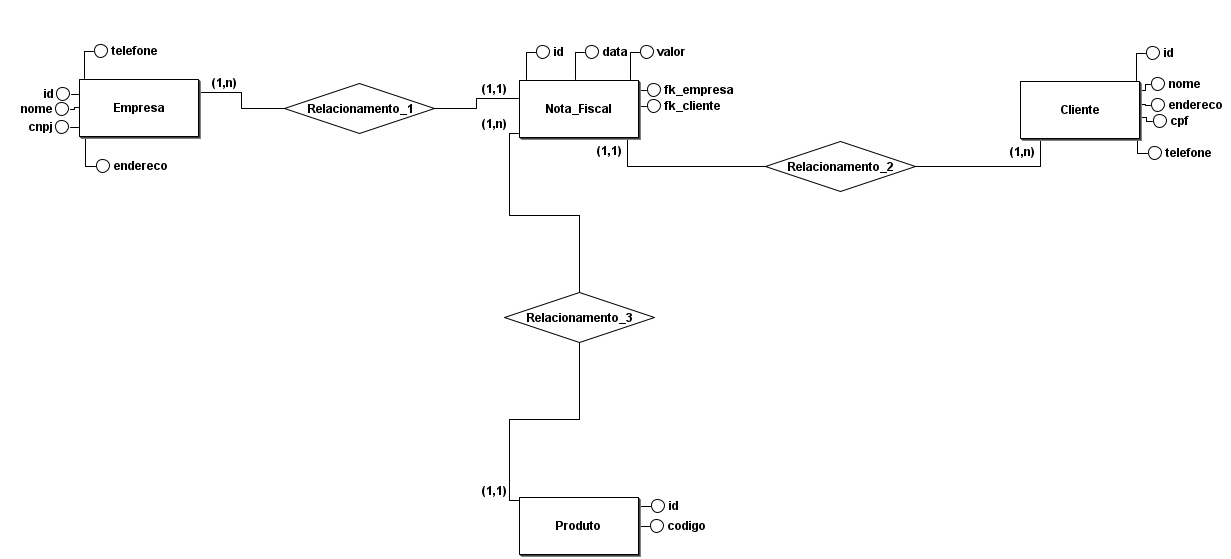 telefone
id
nome
cnpj
Empresa
endereco
(1,n)
Relacionamento_1
(1,1)
id
data
valor
Nota_Fiscal
fk_empresa
fk_cliente
(1,n)
(1,1)
Relacionamento_2
(1,n)
id
nome
Cliente
endereco
cpf
telefone
Relacionamento_3
(1,1)
Produto
id
codigo